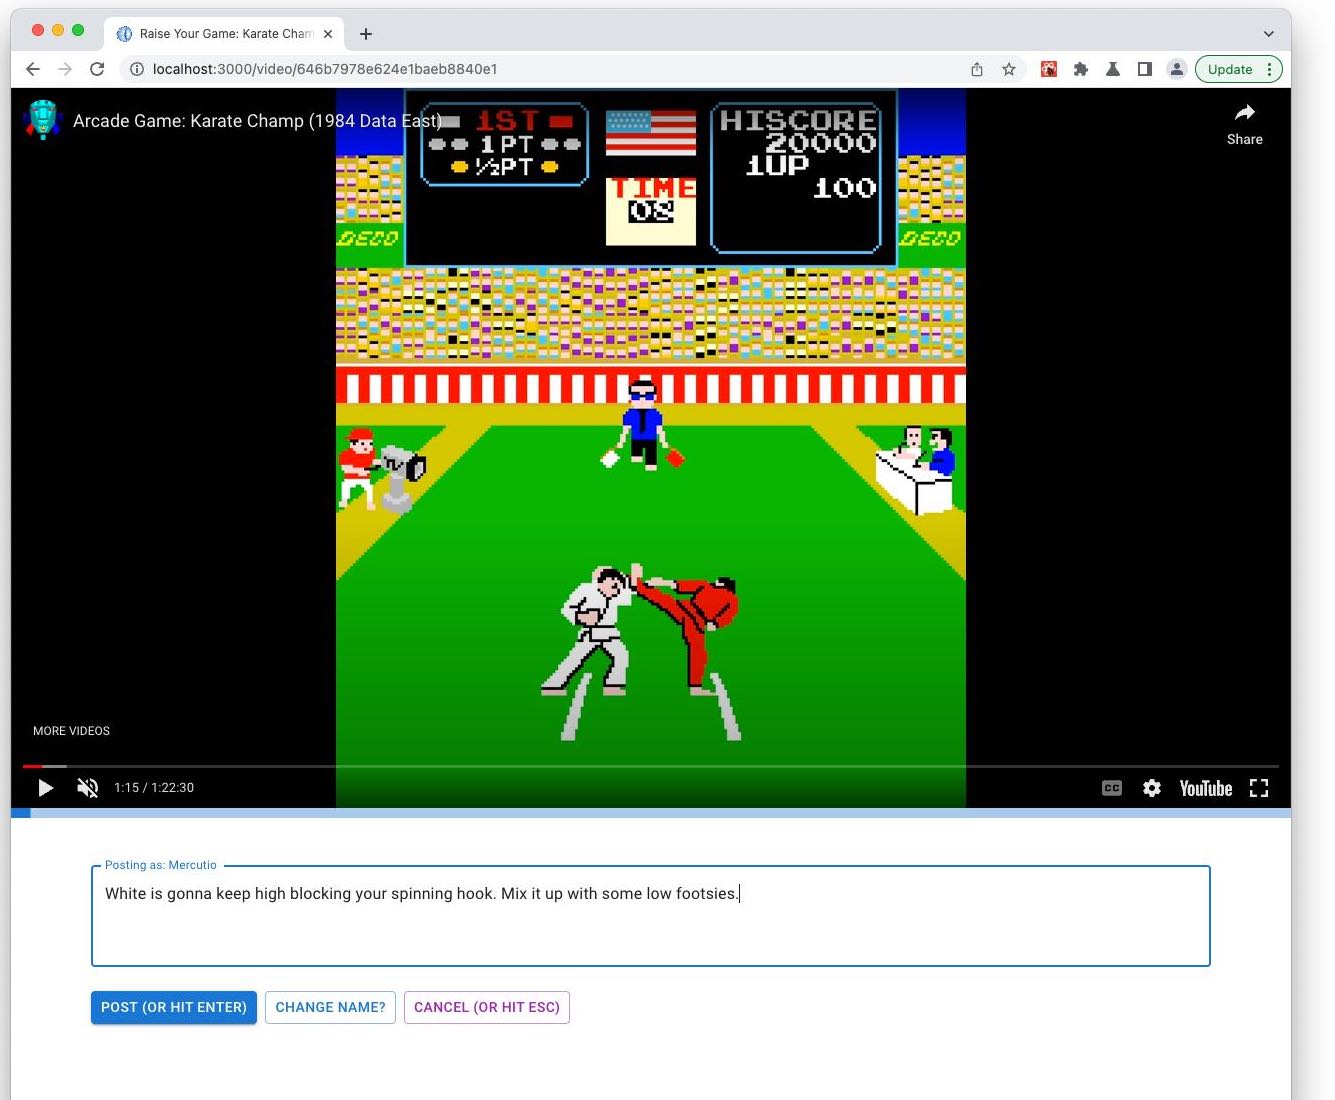 Raise Your Game: Karate Cham
localhost:3000/video/646b7978e624e1baeb8840e1
Update
Arcade Game: Karate Champ (1984 Data East)
Share
1ST
1 PT
½PT
HISCORE
20000
1UP
100
TIME
DECO
DECO
MORE VIDEOS
1:15 / 1:22:30
CC
YouTube
Posting as: Mercutio
White is gonna keep high blocking your spinning hook. Mix it up with some low footsies.
POST (OR HIT ENTER)
CHANGE NAME?
CANCEL (OR HIT ESC)